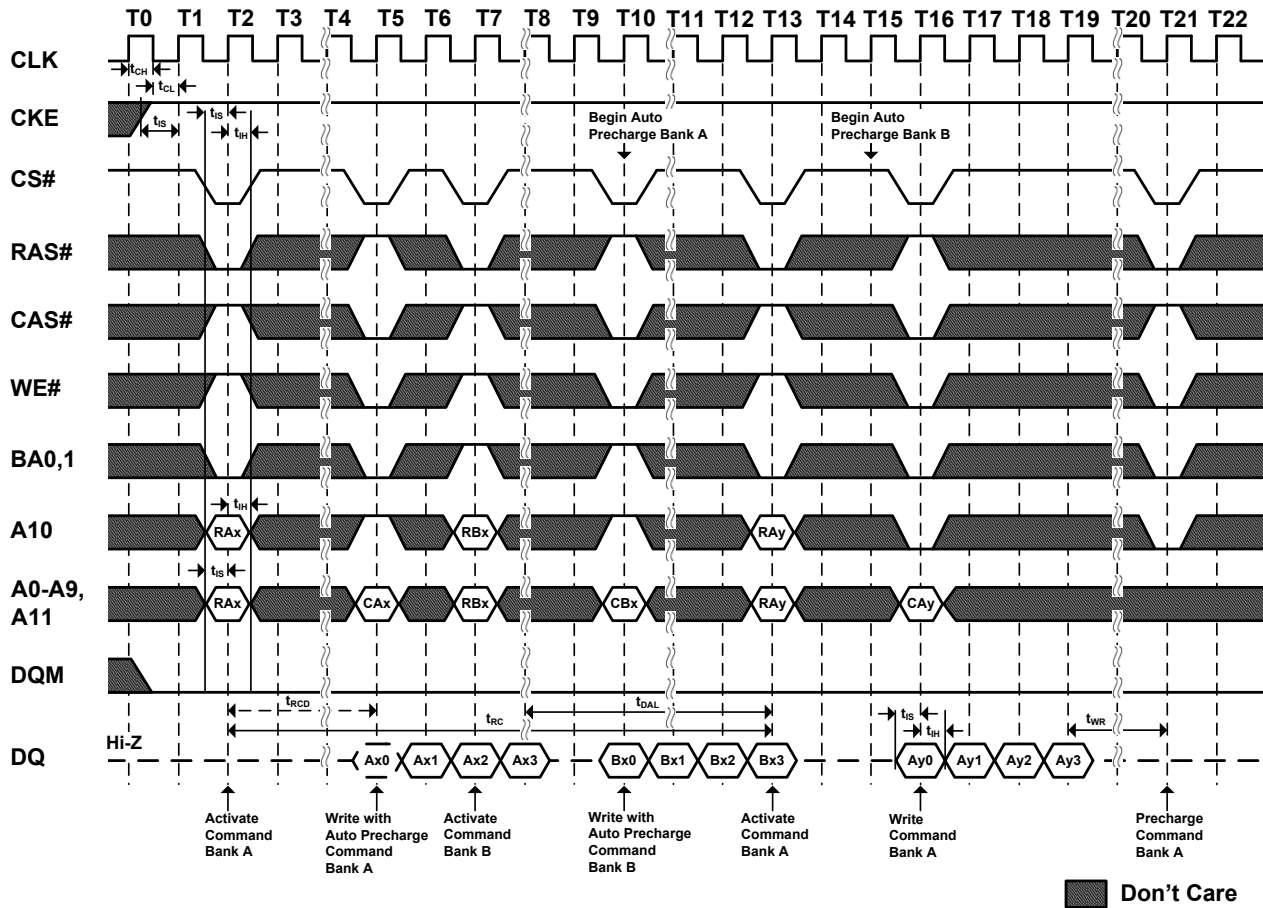 T0 T1 T2 T3 T4 T5 T6 T7 T8 T9 T10 T11 T12 T13 T14 T15 T16 T17 T18 T19 T20 T21 T22
CLK
tCH
tCL
CKE
tIS
tIS
tIH
Begin Auto
Precharge Bank A
Begin Auto
Precharge Bank B
CS#
RAS#
CAS#
WE#
BA0,1
tIH
A10
RAx
RBx
RAy
tIS
A0-A9,
A11
RAx
CAx
RBx
CBx
RAy
CAy
DQM
tRCD
tDAL
tRC
tIS
tIH
tWR
Hi-Z
DQ
Ax0
Ax1
Ax2
Ax3
Bx0
Bx1
Bx2
Bx3
Ay0
Ay1
Ay2
Ay3
Activate
Command
Bank A
Write with
Auto Precharge
Command
Bank A
Activate
Command
Bank B
Write with
Auto Precharge
Command
Bank B
Activate
Command
Bank A
Write
Command
Bank A
Precharge
Command
Bank A
Don't Care